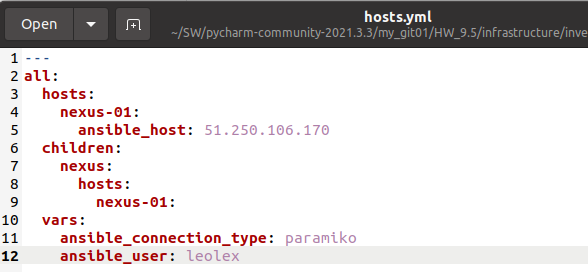 Open
hosts.yml
~/SW/pycharm-community-2021.3.3/my_git01/HW_9.5/infrastructure/inve
1 ---
2 all:
3   hosts:
4     nexus-01:
5       ansible_host: 51.250.106.170
6   children:
7     nexus:
8       hosts:
9         nexus-01:
10   vars:
11     ansible_connection_type: paramiko
12     ansible_user: leolex